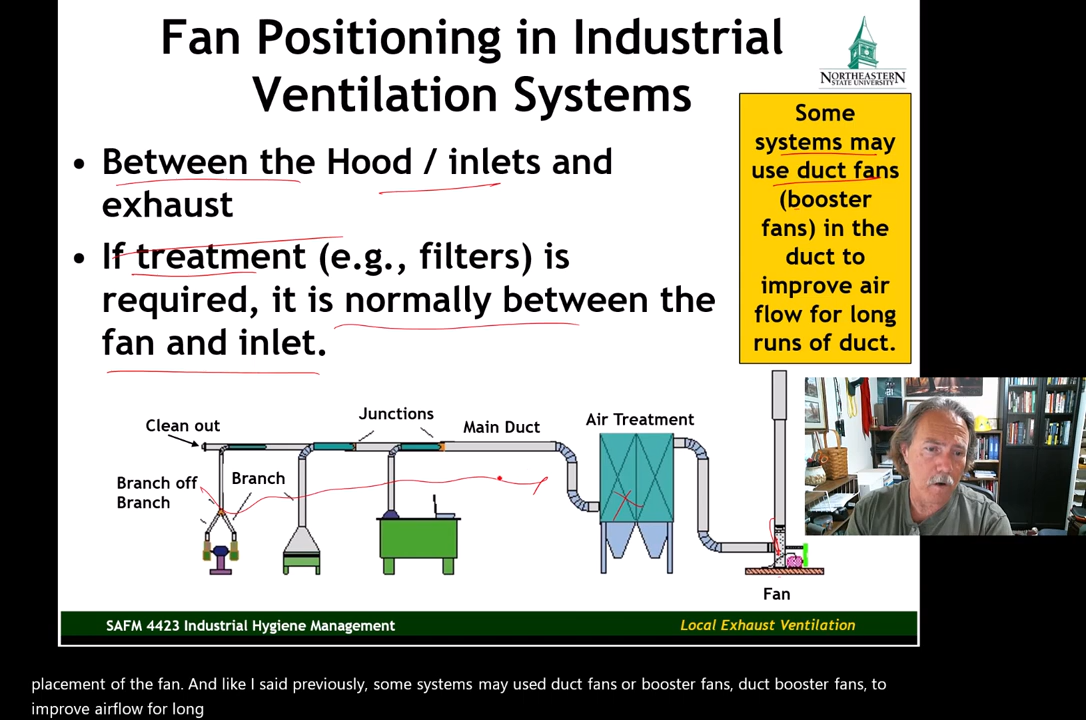 Fan Positioning in Industrial
Ventilation Systems
NORTHEASTERN
STATE UNIVERSITY
• Between the Hood / inlets and
exhaust
• If treatment (e.g., filters) is
required, it is normally between the
fan and inlet.
Some
systems may
use duct fans
(booster
fans) in the
duct to
improve air
flow for long
runs of duct.
Clean out
Junctions
Main Duct
Air Treatment
Branch off
Branch
Branch
Fan
SAFM 4423 Industrial Hygiene Management
Local Exhaust Ventilation
placement of the fan. And like I said previously, some systems may used duct fans or booster fans, duct booster fans, to
improve airflow for long